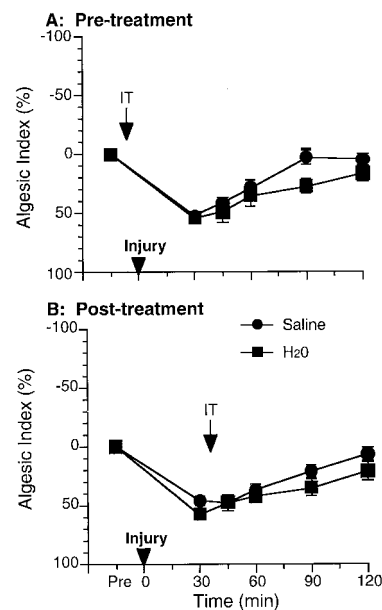 A: Pre-treatment
-100
-50
0
50
100
Algesic Index (%)
IT
Injury
B: Post-treatment
-100
-50
0
50
100
Algesic Index (%)
Saline
H20
IT
Injury
Pre 0 30 60 90 120
Time (min)